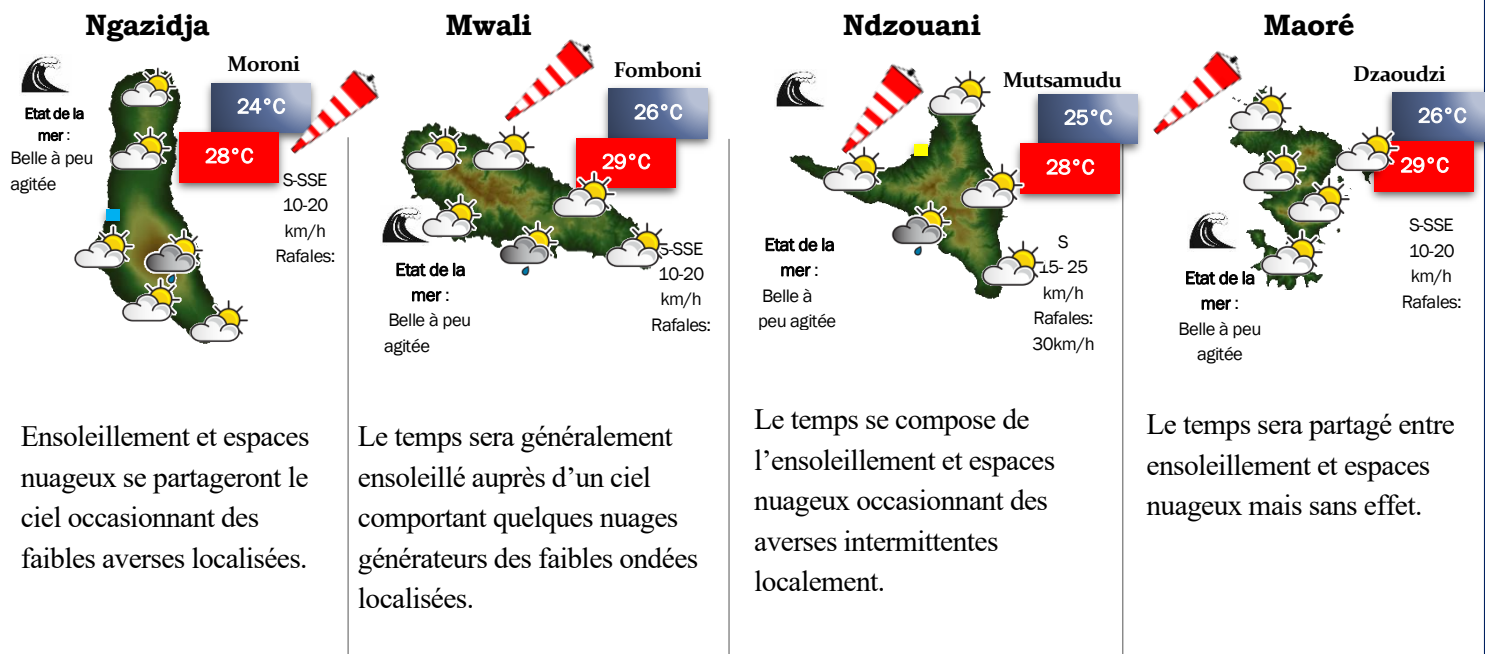 Ngazidja
Moroni
24°C
28°C
Etat de la
mer :
Belle à peu
agitée
S-SSE
10-20
km/h
Rafales:
Ensoleillement et espaces
nuageux se partageront le
ciel occasionnant des
faibles averses localisées.
Mwali
Fomboni
26°C
29°C
Etat de la
mer :
Belle à peu
agitée
S-SSE
10-20
km/h
Rafales:
Le temps sera généralement
ensoleillé auprès d’un ciel
comportant quelques nuages
générateurs des faibles ondées
localisées.
Ndzouani
Mutsamudu
25°C
28°C
Etat de la
mer :
Belle à
peu agitée
S
15- 25
km/h
Rafales:
30km/h
Le temps se compose de
l’ensoleillement et espaces
nuageux occasionnant des
averses intermittentes
localement.
Maoré
Dzaoudzi
26°C
29°C
Etat de la
mer :
Belle à peu
agitée
S-SSE
10-20
km/h
Rafales:
Le temps sera partagé entre
ensoleillement et espaces
nuageux mais sans effet.